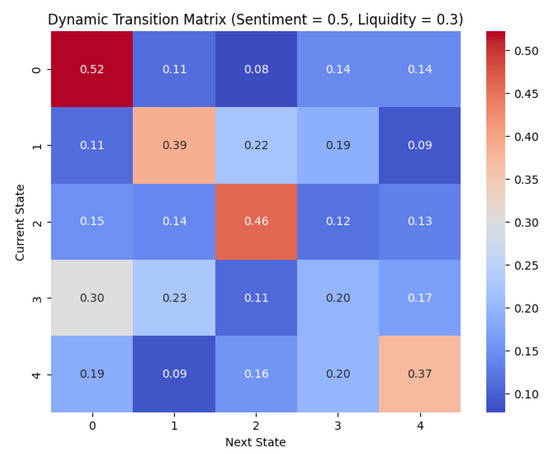 Dynamic Transition Matrix (Sentiment = 0.5, Liquidity = 0.3)
0 0.52 0.11 0.08 0.14 0.14
1 0.11 0.39 0.22 0.19 0.09
2 0.15 0.14 0.46 0.12 0.13
3 0.30 0.23 0.11 0.20 0.17
4 0.19 0.09 0.16 0.20 0.37
0 1 2 3 4
Next State
Current State
0.50
0.45
0.40
0.35
0.30
0.25
0.20
0.15
0.10